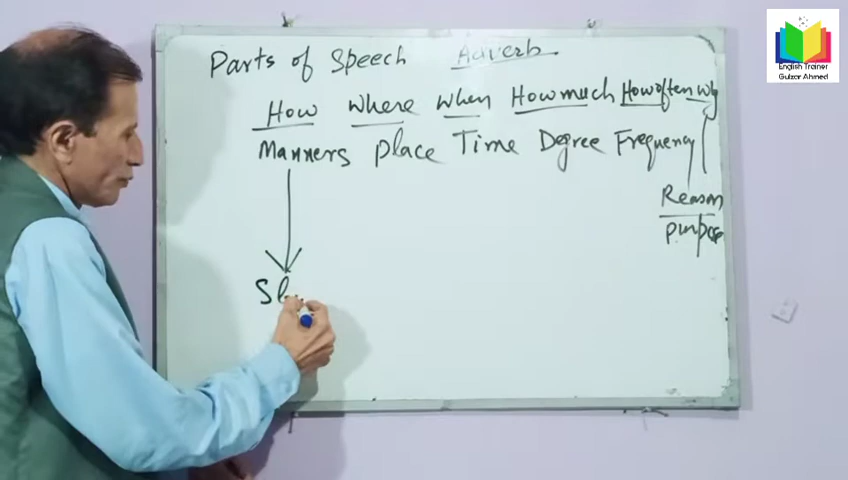 Parts of Speech Adverb
How where when How much How often why
Manners place Time Degree Frequency
Reason
purpose
Sl
English Trainer
Gulzar Ahmed